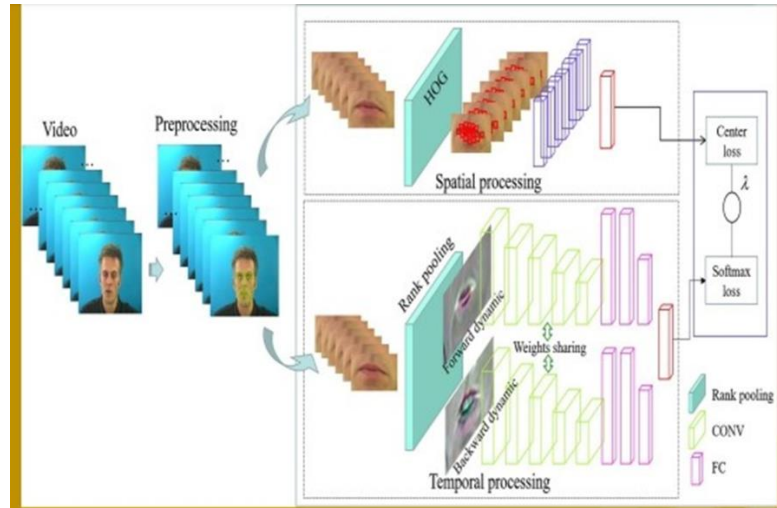 Video
Preprocessing
HOG
Spatial processing
Center
loss
λ
Softmax
loss
Rank pooling
Forward dynamic
Weights sharing
Backward dynamic
Temporal processing
Rank pooling
CONV
FC